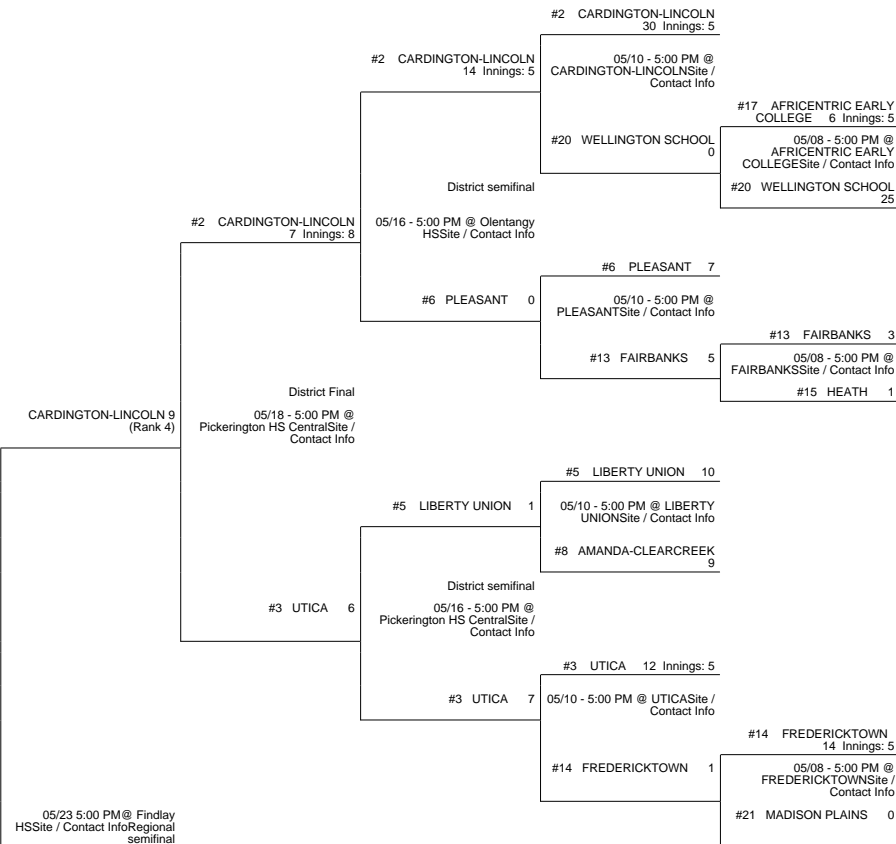 #2 CARDINGTON-LINCOLN
30 Innings: 5
05/10 - 5:00 PM @
CARDINGTON-LINCOLNSite /
Contact Info
#2 CARDINGTON-LINCOLN
14 Innings: 5
#17 AFRICENTRIC EARLY
COLLEGE 6 Innings: 5
05/08 - 5:00 PM @
AFRICENTRIC EARLY
COLLEGESite / Contact Info
#20 WELLINGTON SCHOOL
0
#20 WELLINGTON SCHOOL
25
District semifinal
05/16 - 5:00 PM @ Olentangy
HSSite / Contact Info
#2 CARDINGTON-LINCOLN
7 Innings: 8
#6 PLEASANT 7
05/10 - 5:00 PM @
PLEASANTSite / Contact Info
#6 PLEASANT 0
#13 FAIRBANKS 3
05/08 - 5:00 PM @
FAIRBANKSSite / Contact Info
#13 FAIRBANKS 5
#15 HEATH 1
District Final
05/18 - 5:00 PM @
Pickerington HS CentralSite /
Contact Info
CARDINGTON-LINCOLN 9
(Rank 4)
#5 LIBERTY UNION 10
05/10 - 5:00 PM @ LIBERTY
UNIONSite / Contact Info
#5 LIBERTY UNION 1
#8 AMANDA-CLEARCREEK
9
District semifinal
05/16 - 5:00 PM @
Pickerington HS CentralSite /
Contact Info
#3 UTICA 6
#3 UTICA 12 Innings: 5
05/10 - 5:00 PM @ UTICASite /
Contact Info
#3 UTICA 7
#14 FREDERICKTOWN
14 Innings: 5
05/08 - 5:00 PM @
FREDERICKTOWNSite /
Contact Info
#14 FREDERICKTOWN 1
#21 MADISON PLAINS 0
05/23 5:00 PM@ Findlay
HSSite / Contact InfoRegional
semifinal